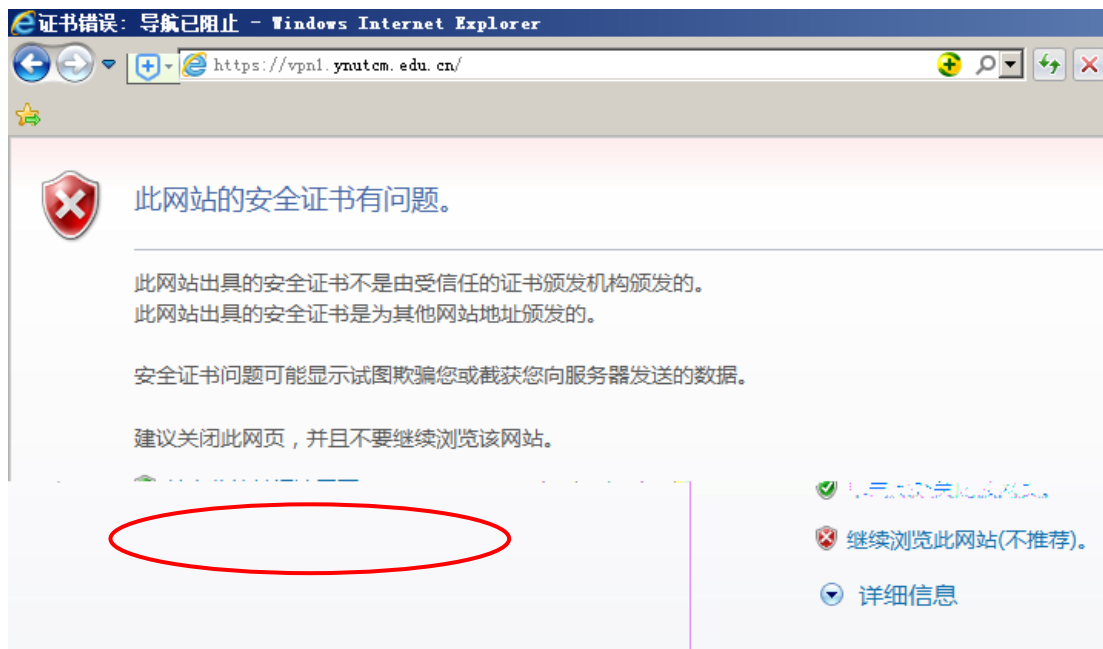 证书错误: 导航已阻止 - Windows Internet Explorer
https://vpn1.ynutcm.edu.cn/
此网站的安全证书有问题。
此网站出具的安全证书不是由受信任的证书颁发机构颁发的。
此网站出具的安全证书是为其他网站地址颁发的。
安全证书问题可能显示试图欺骗您或截获您向服务器发送的数据。
建议关闭此网页，并且不要继续浏览该网站。
继续浏览此网站(不推荐)。
详细信息